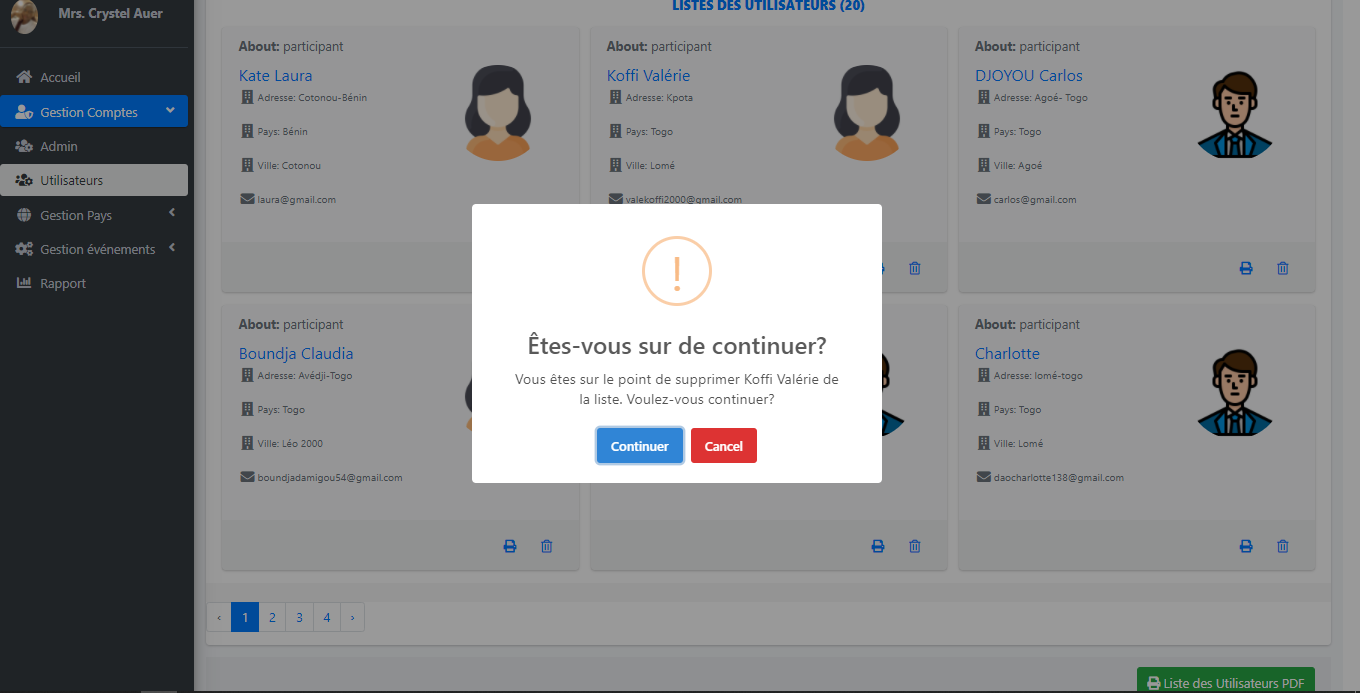 Mrs. Crystel Auer
Accueil
Gestion Comptes
Admin
Utilisateurs
Gestion Pays
Gestion événements
Rapport
LISTES DES UTILISATEURS (20)
About: participant
Kate Laura
Adresse: Cotonou-Bénin
Pays: Bénin
Ville: Cotonou
laura@gmail.com
About: participant
Koffi Valérie
Adresse: Kpota
Pays: Togo
Ville: Lomé
valekoffi2000@gmail.com
About: participant
DJOYOU Carlos
Adresse: Agoé- Togo
Pays: Togo
Ville: Agoé
carlos@gmail.com
About: participant
Boundja Claudia
Adresse: Avédji-Togo
Pays: Togo
Ville: Léo 2000
boundjadamigou54@gmail.com
!
Êtes-vous sur de continuer?
Vous êtes sur le point de supprimer Koffi Valérie de
la liste. Voulez-vous continuer?
Continuer Cancel
About: participant
Charlotte
Adresse: lomé-togo
Pays: Togo
Ville: Lomé
daocharlotte138@gmail.com
‹ 1 2 3 4 ›
Liste des Utilisateurs PDF